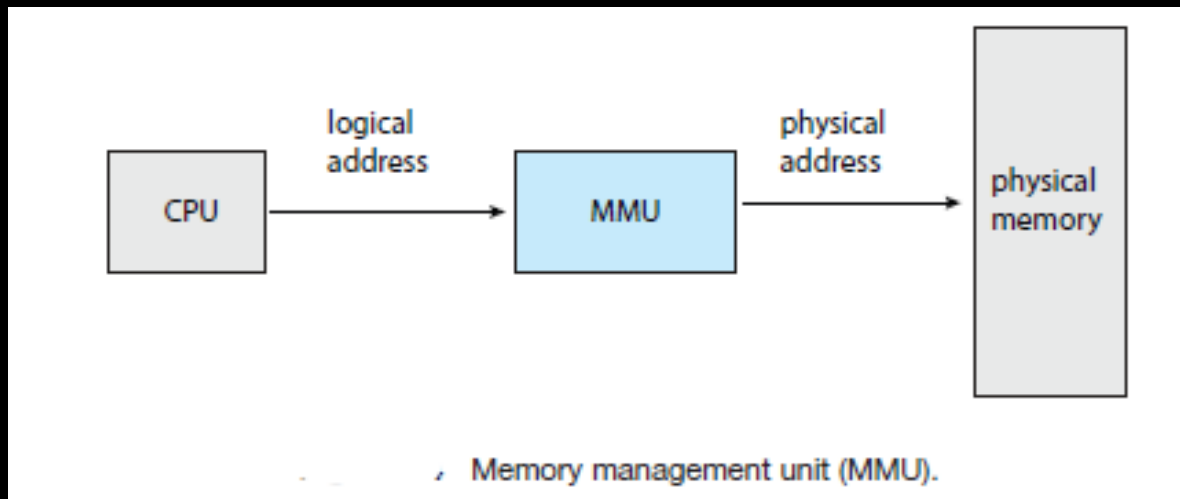 logical
address
physical
address
CPU
MMU
physical
memory
Memory management unit (MMU).